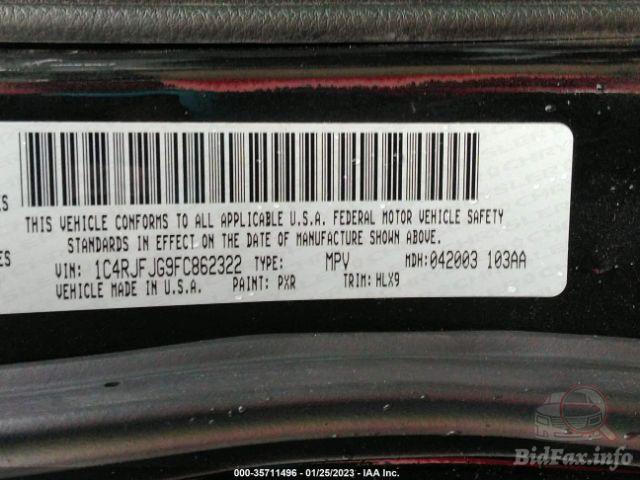 ES
THIS VEHICLE CONFORMS TO ALL APPLICABLE U.S.A. FEDERAL MOTOR VEHICLE SAFETY
STANDARDS IN EFFECT ON THE DATE OF MANUFACTURE SHOWN ABOVE.
ES
VIN: 1C4RJFJG9FC862322 TYPE: MPV MDH:042003 103AA
VEHICLE MADE IN U.S.A. PAINT: PXR TRIM:HLX9
BidFax.info
000-35711496 - 01/25/2023 - IAA Inc.